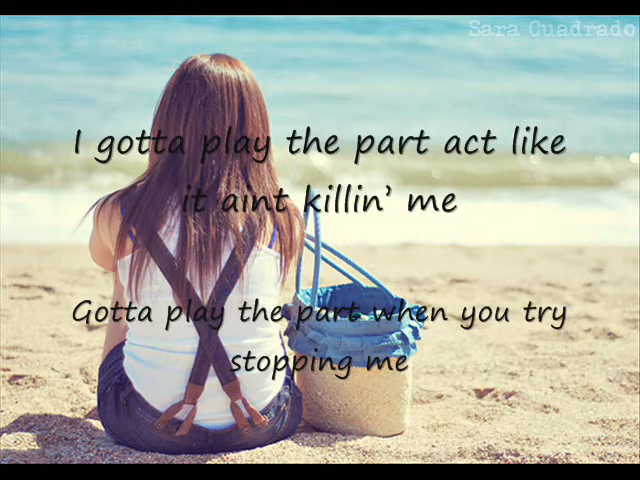 Sara Cuadrado
I gotta play the part act like
it aint killin’ me
Gotta play the part when you try
stopping me